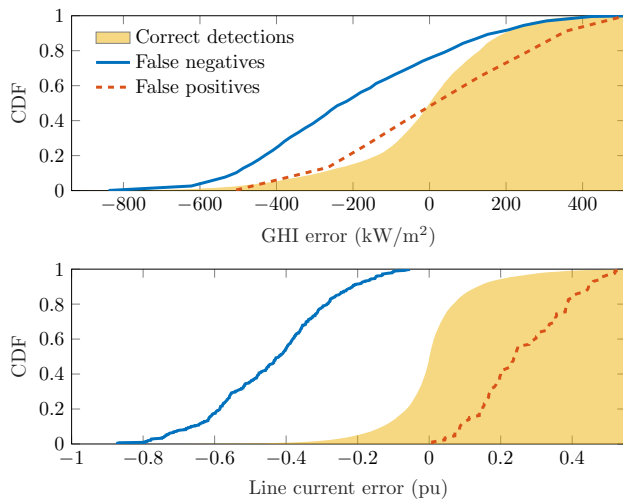 1
0.8
0.6
0.4
0.2
0
CDF
Correct detections
False negatives
False positives
−800 −600 −400 −200 0 200 400
GHI error (kW/m²)
1
0.8
0.6
0.4
0.2
0
CDF
−1 −0.8 −0.6 −0.4 −0.2 0 0.2 0.4
Line current error (pu)